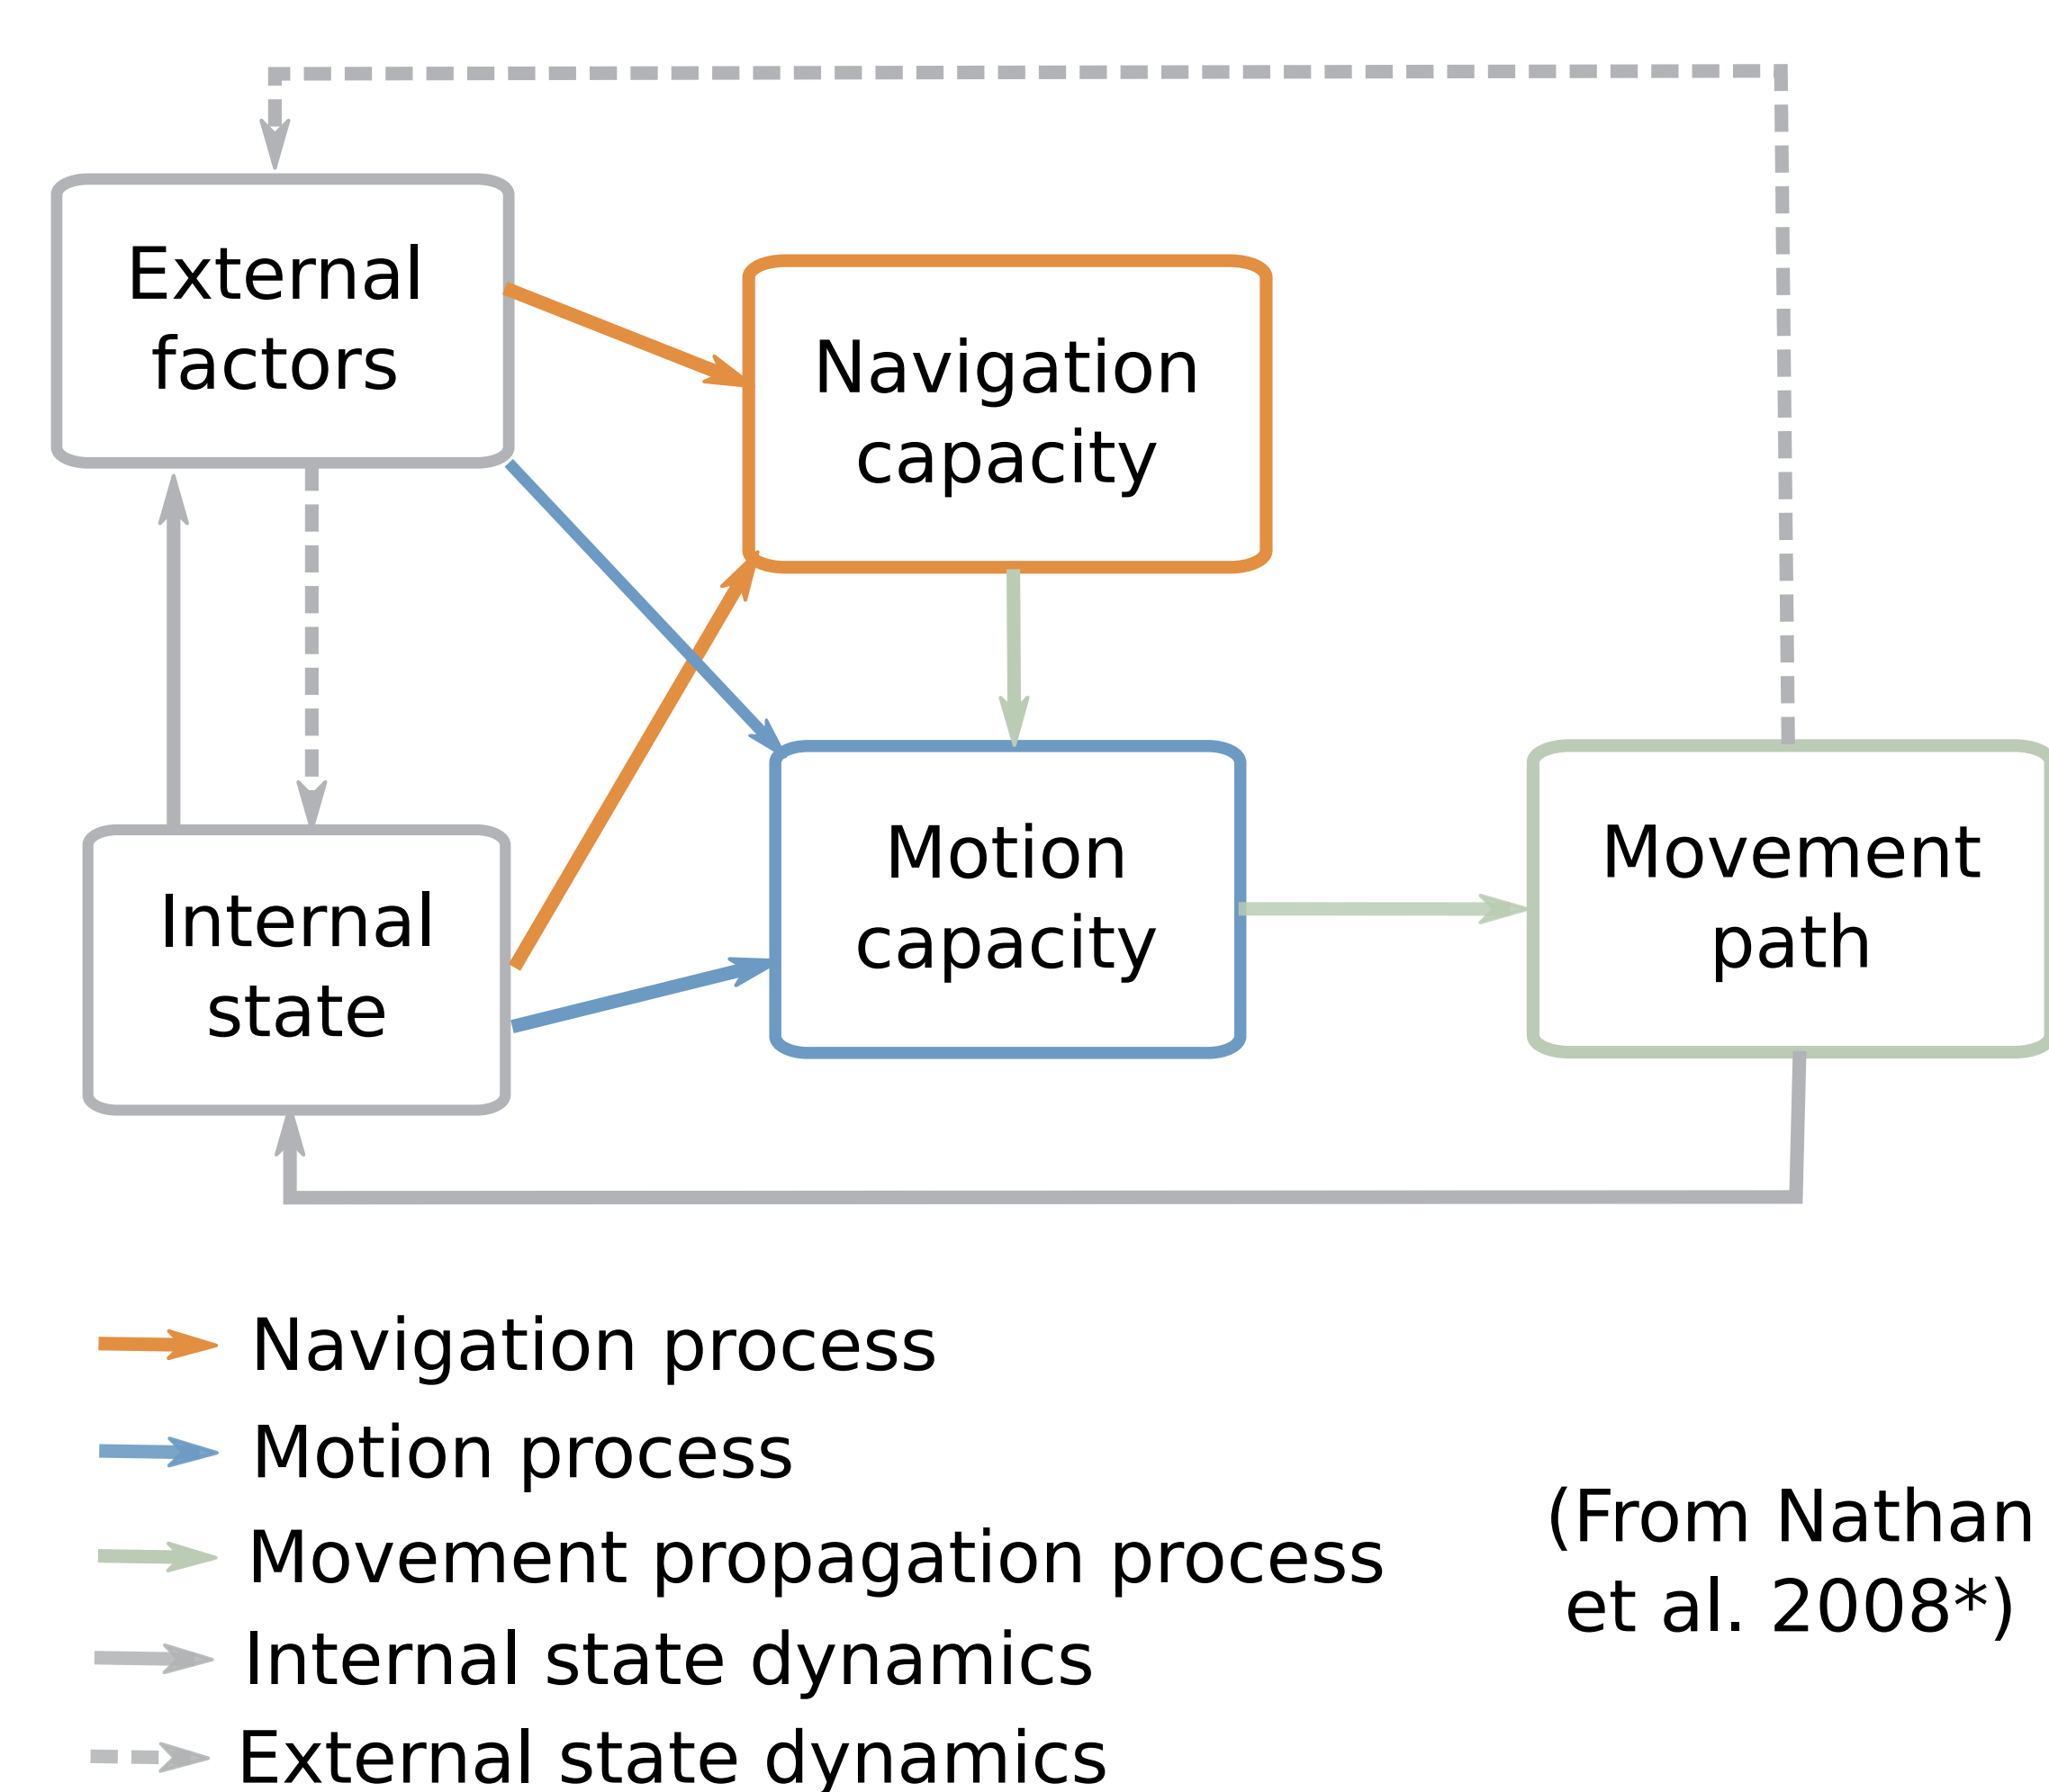 External
factors
Navigation
capacity
Internal
state
Motion
capacity
Movement
path
Navigation process
Motion process
Movement propagation process
Internal state dynamics
External state dynamics
(From Nathan
et al. 2008*)